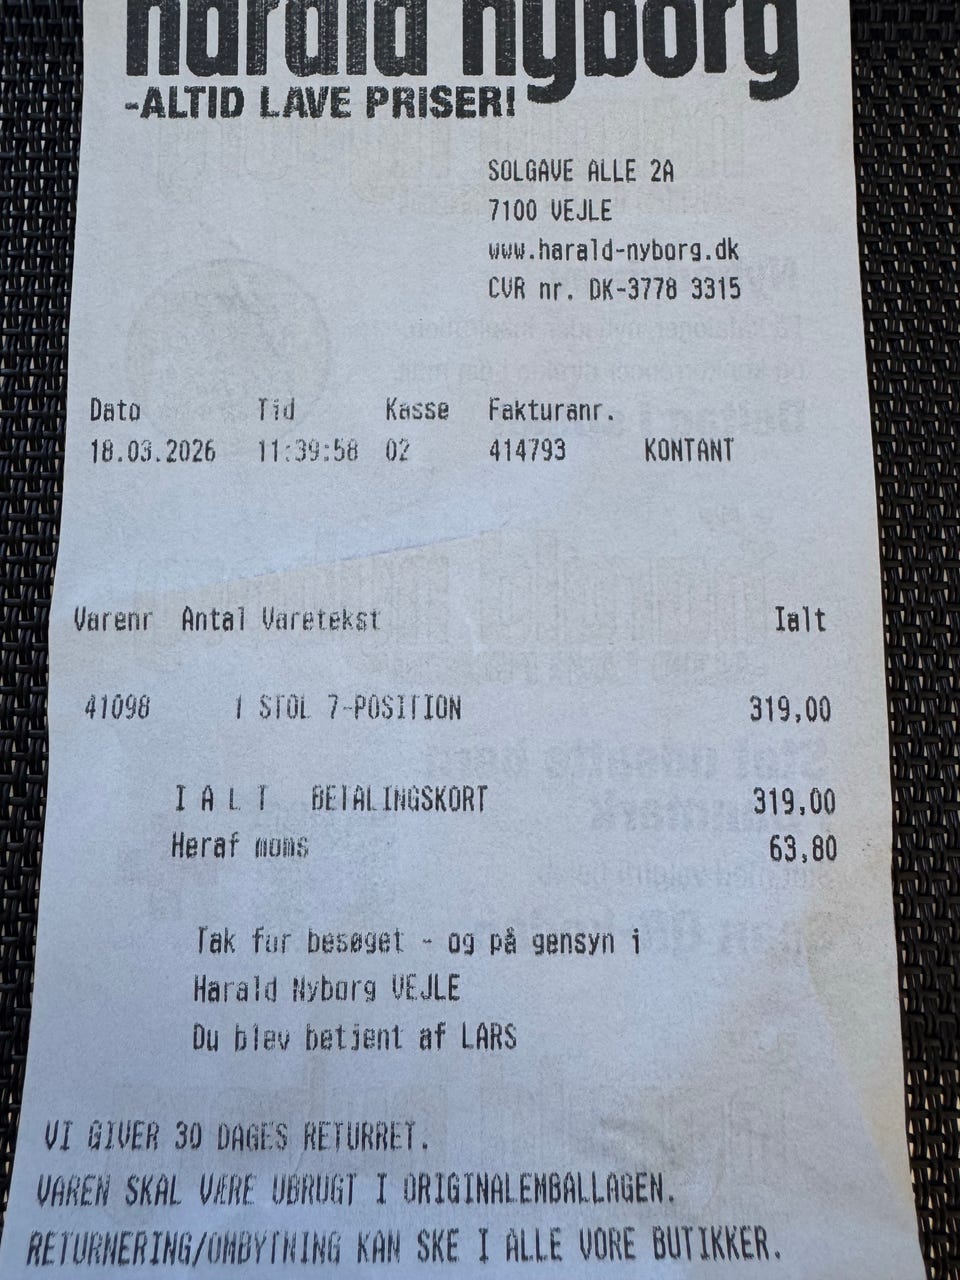 harald nyborg
-ALTID LAVE PRISER!
SOLGAVE ALLE 2A
7100 VEJLE
www.harald-nyborg.dk
CVR nr. DK-3778 3315
Dato Tid Kasse Fakturanr.
18.03.2026 11:39:58 02 414793 KONTANT
Varenr Antal Varetekst Ialt
41098 1 STOL 7-POSITION 319,00
I A L T BETALINGSKORT 319,00
Heraf moms 63,80
Tak for besøget - og på gensyn i
Harald Nyborg VEJLE
Du blev betjent af LARS
VI GIVER 30 DAGES RETURRET.
VAREN SKAL VÆRE UBRUGT I ORIGINALEMBALLAGEN.
RETURNERING/OMBYTNING KAN SKE I ALLE VORE BUTIKKER.